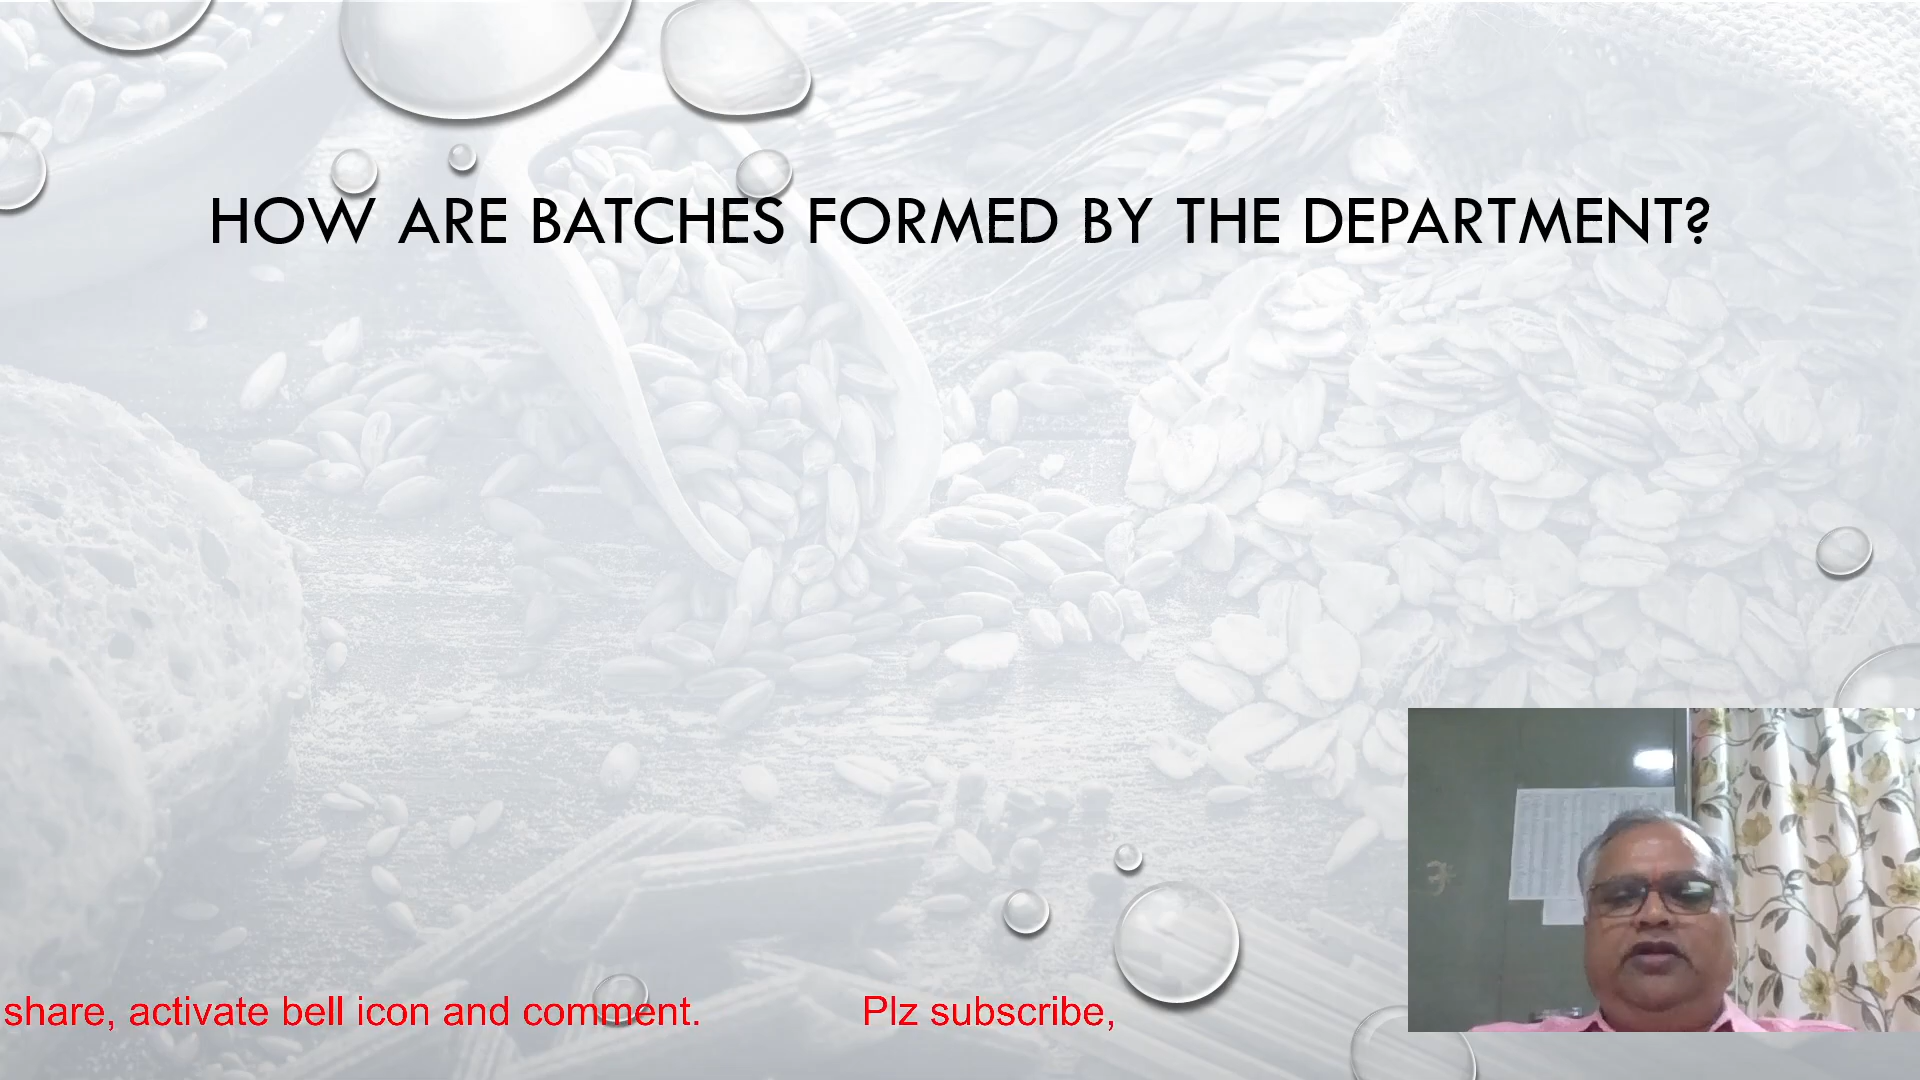 HOW ARE BATCHES FORMED BY THE DEPARTMENT?
share, activate bell icon and comment. Plz subscribe,